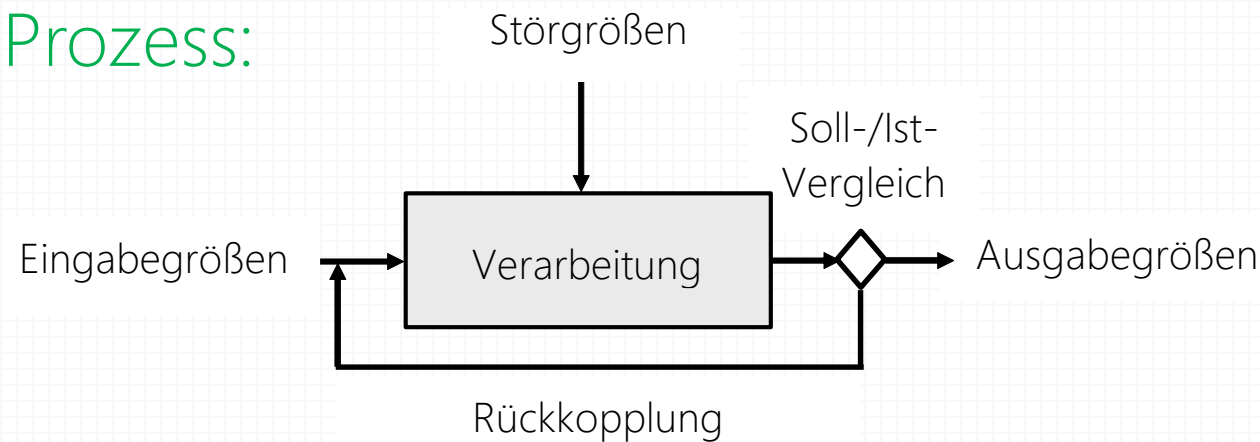 Prozess:
Störgrößen
Soll-/Ist-
Vergleich
Eingabegrößen
Verarbeitung
Ausgabegrößen
Rückkopplung